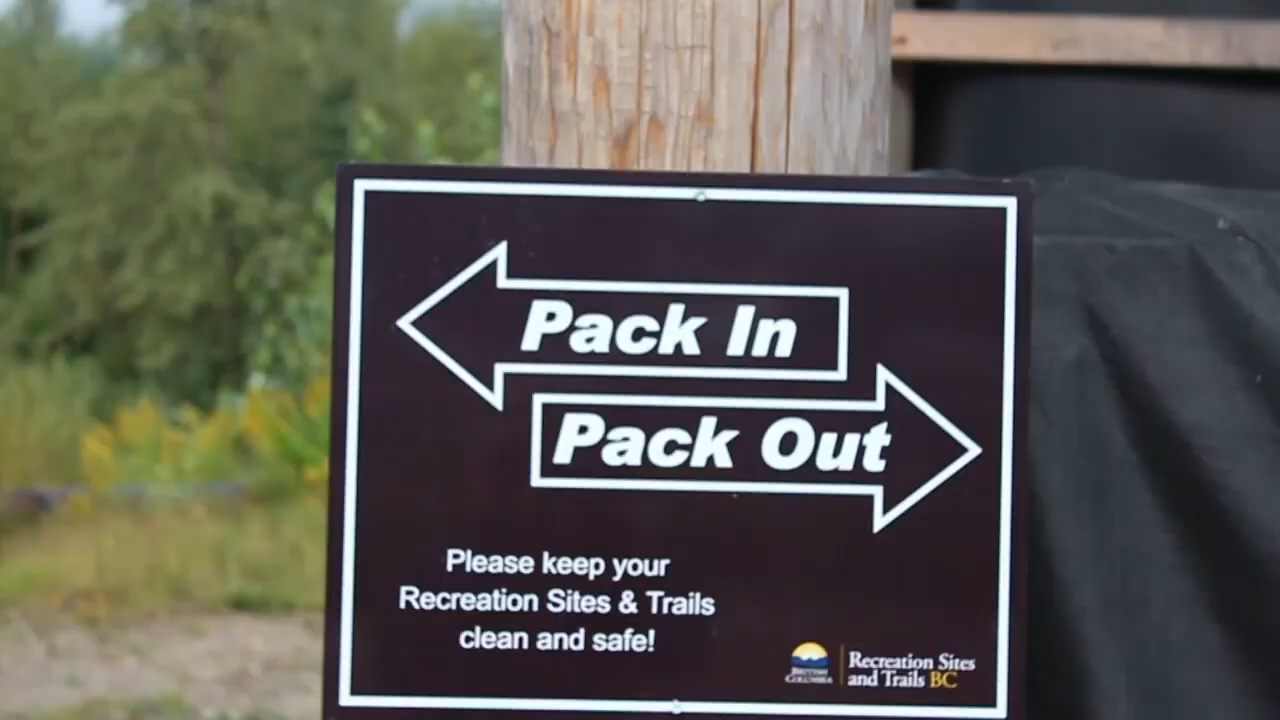 Pack In
Pack Out
Please keep your
Recreation Sites & Trails
clean and safe!
BRITISH
COLUMBIA
Recreation Sites
and Trails BC